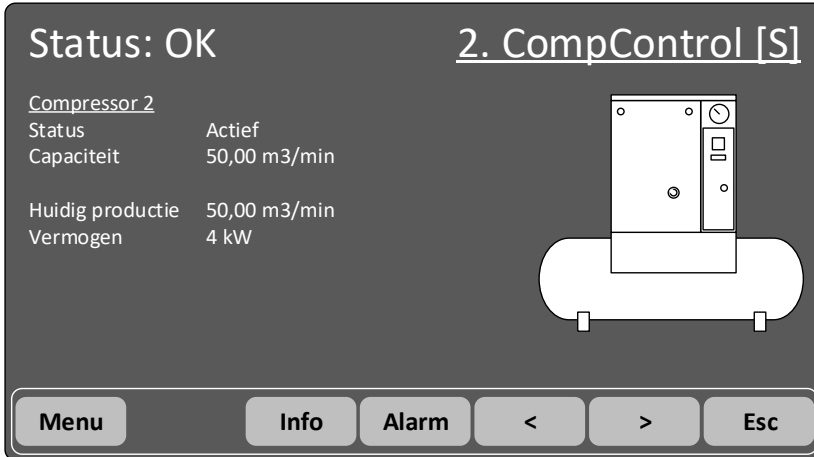 Status: OK
2. CompControl [S]
Compressor 2
Status Actief
Capaciteit 50,00 m3/min
Huidig productie 50,00 m3/min
Vermogen 4 kW
Menu Info Alarm < > Esc